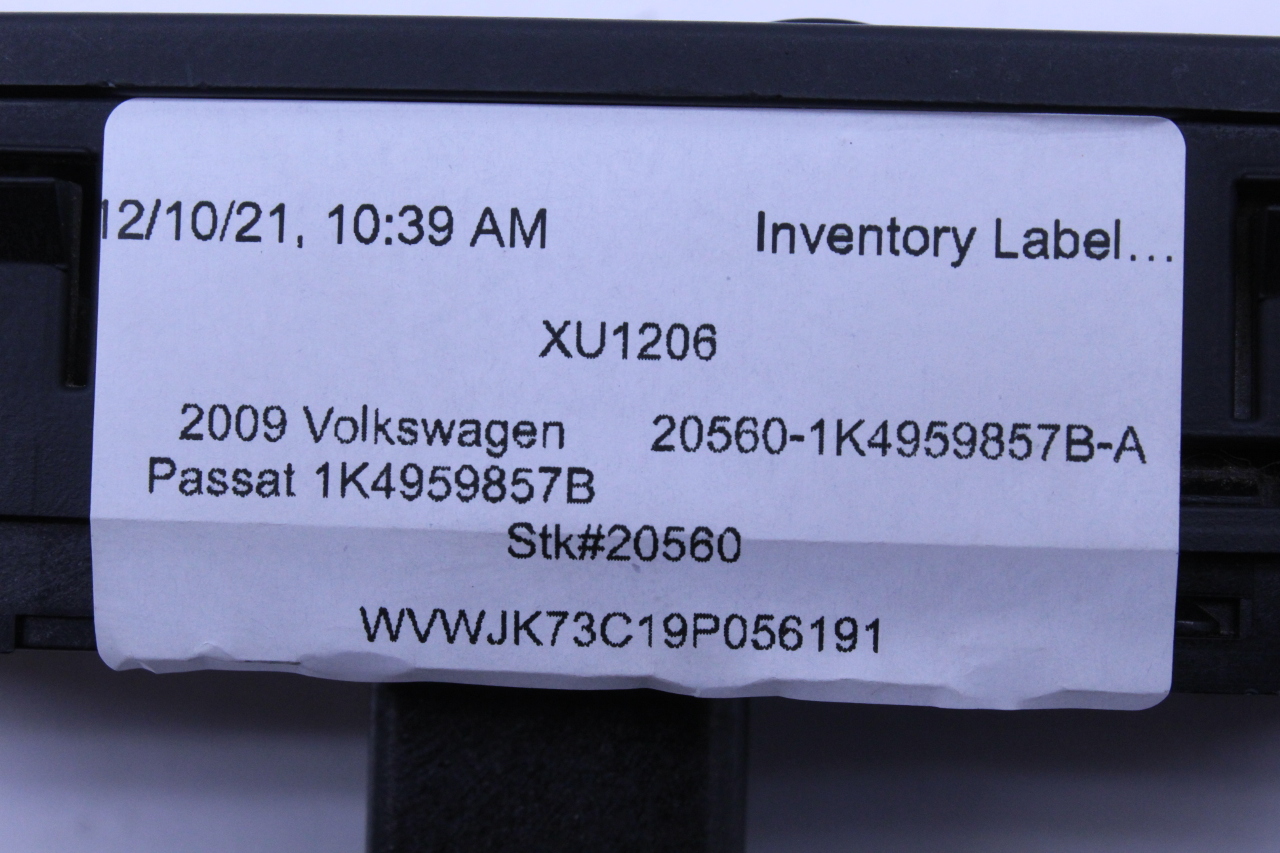 12/10/21, 10:39 AM Inventory Label...
XU1206
2009 Volkswagen 20560-1K4959857B-A
Passat 1K4959857B
Stk#20560
WVWJK73C19P056191